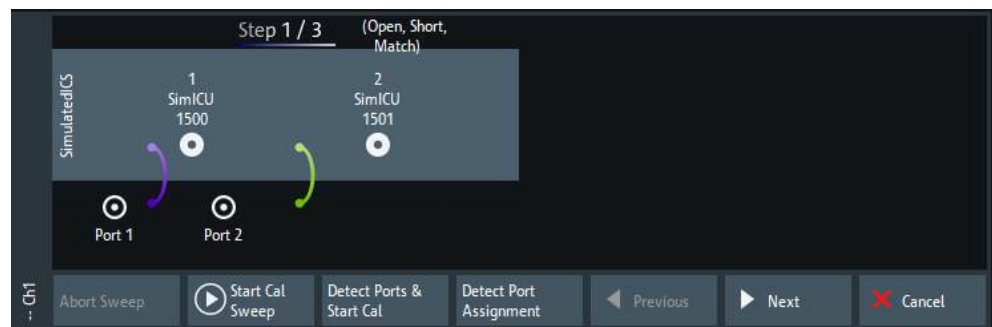 Step 1 / 3
(Open, Short,
Match)
SimulatedICS
1
SimICU
1500
2
SimICU
1501
Port 1
Port 2
-- Ch1
Abort Sweep
Start Cal
Sweep
Detect Ports &
Start Cal
Detect Port
Assignment
Previous
Next
Cancel